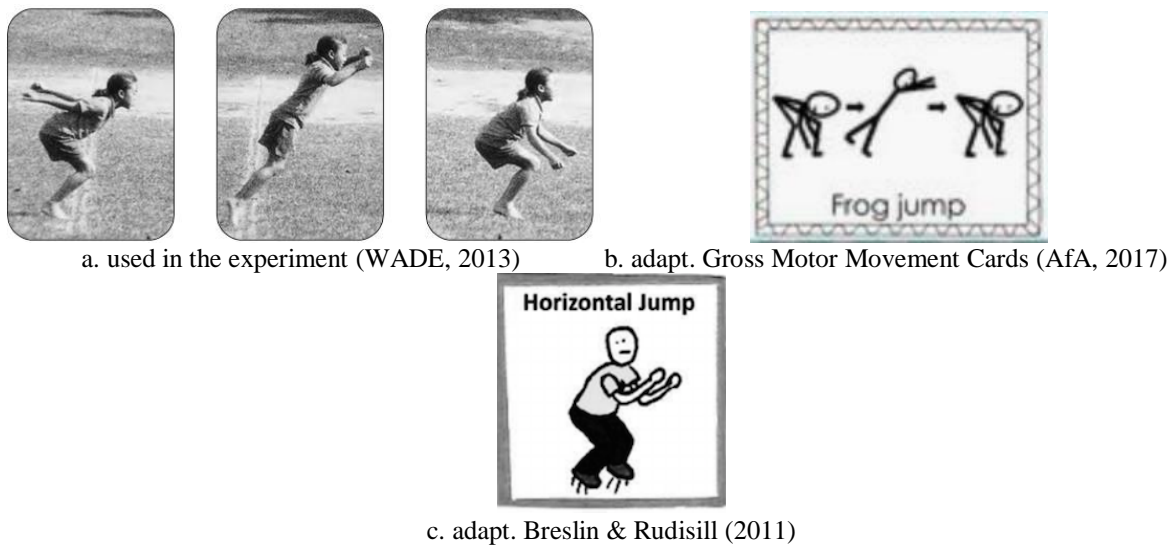 Frog jump
a. used in the experiment (WADE, 2013)
b. adapt. Gross Motor Movement Cards (AfA, 2017)
Horizontal Jump
c. adapt. Breslin & Rudisill (2011)